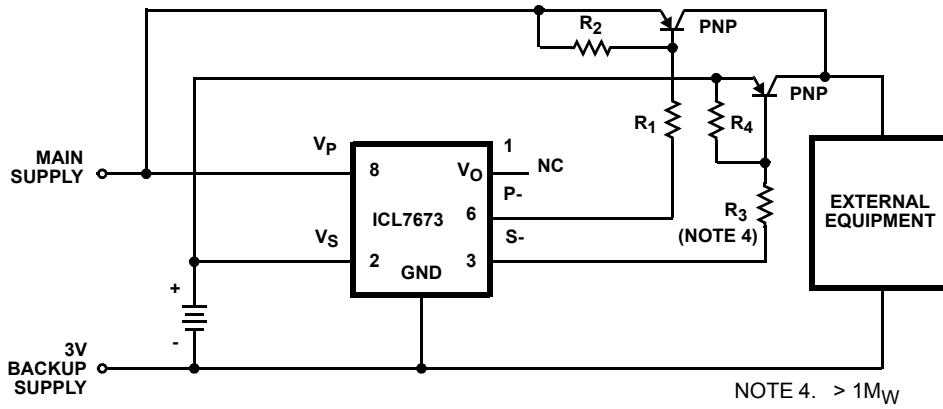 R2
PNP
PNP
R1
R4
VP
1
MAIN
SUPPLY
8
VO
NC
P-
R3
(NOTE 4)
EXTERNAL
EQUIPMENT
ICL7673
6
VS
S-
2
GND
3
+
-
3V
BACKUP
SUPPLY
NOTE 4. > 1MW